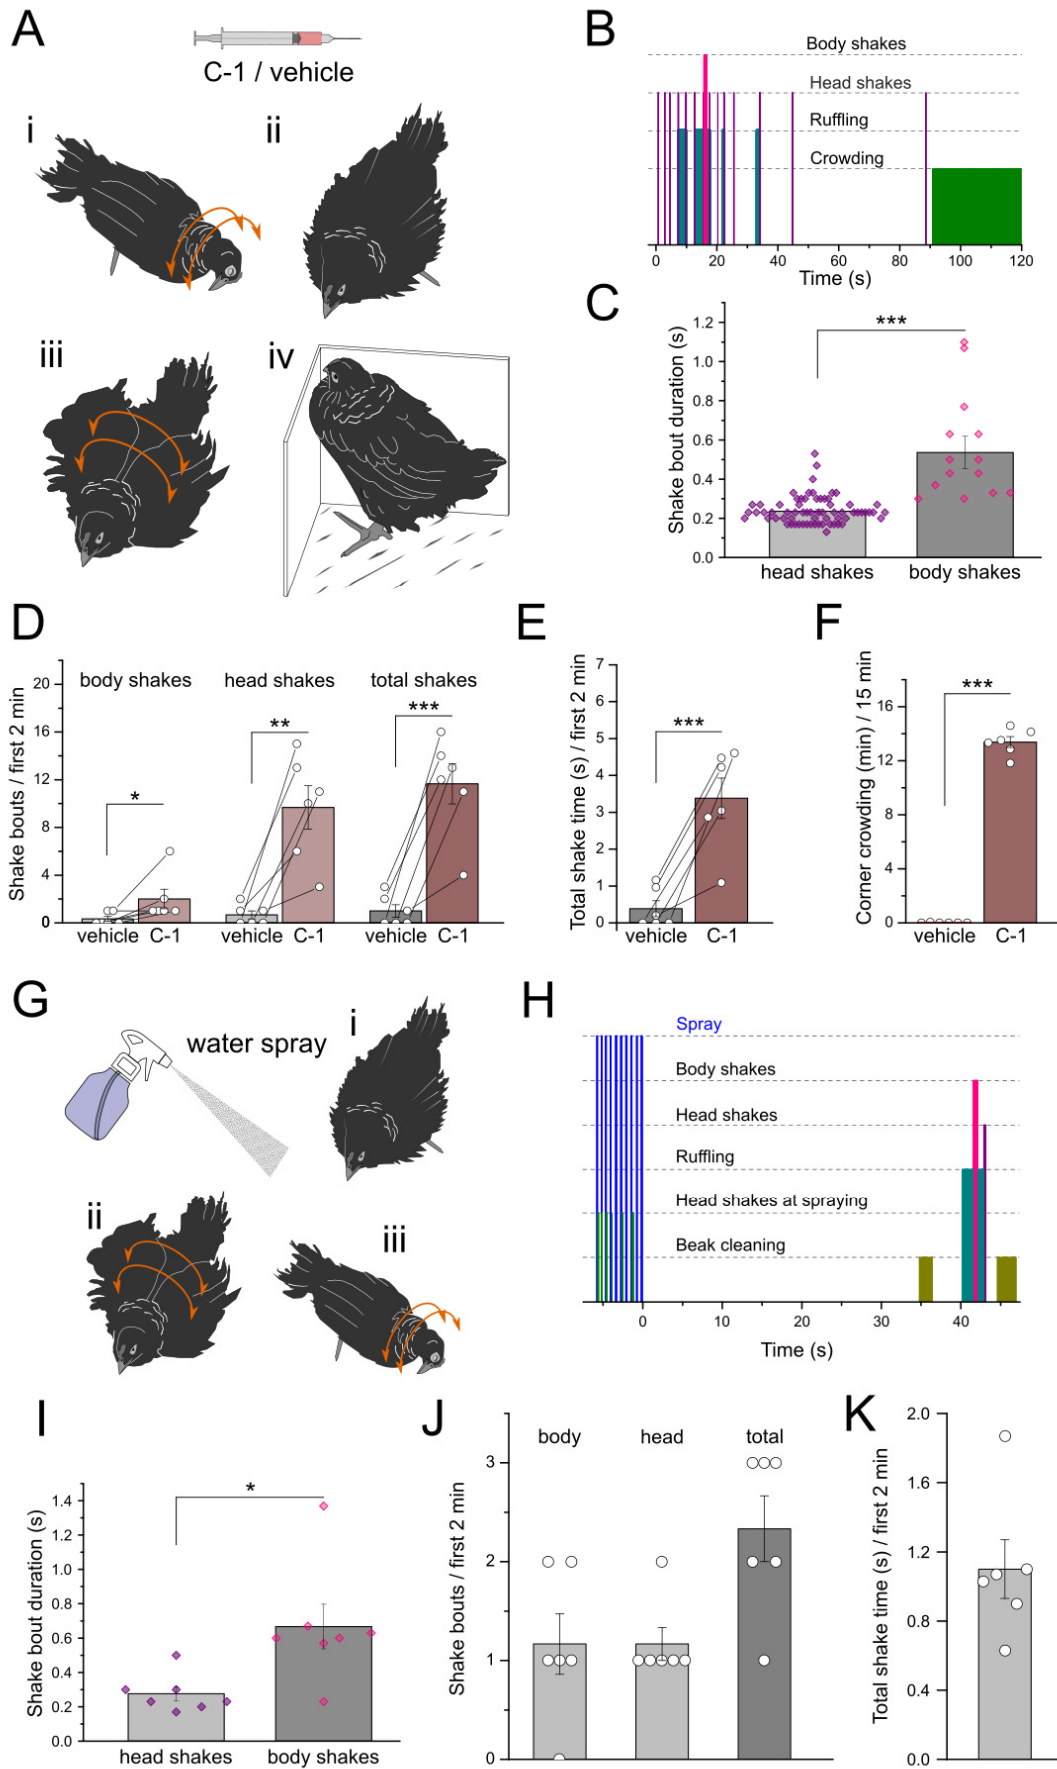 A
C-1 / vehicle
i
ii
iii
iv
B
Body shakes
Head shakes
Ruffling
Crowding
0 20 40 60 80 100 120
Time (s)
C
Shake bout duration (s)
1.2
1.0
0.8
0.6
0.4
0.2
0.0
***
head shakes body shakes
D
Shake bouts / first 2 min
20
16
12
8
4
0
body shakes head shakes total shakes
* ** ***
vehicle C-1 vehicle C-1 vehicle C-1
E
Total shake time (s) / first 2 min
7
6
5
4
3
2
1
0
***
vehicle C-1
F
Corner crowding (min) / 15 min
16
12
8
4
0
***
vehicle C-1
G
water spray
i
ii
iii
H
Spray
Body shakes
Head shakes
Ruffling
Head shakes at spraying
Beak cleaning
0 10 20 30 40
Time (s)
I
Shake bout duration (s)
1.4
1.2
1.0
0.8
0.6
0.4
0.2
0.0
*
head shakes body shakes
J
Shake bouts / first 2 min
3
2
1
0
body head total
K
Total shake time (s) / first 2 min
2.0
1.6
1.2
0.8
0.4
0.0